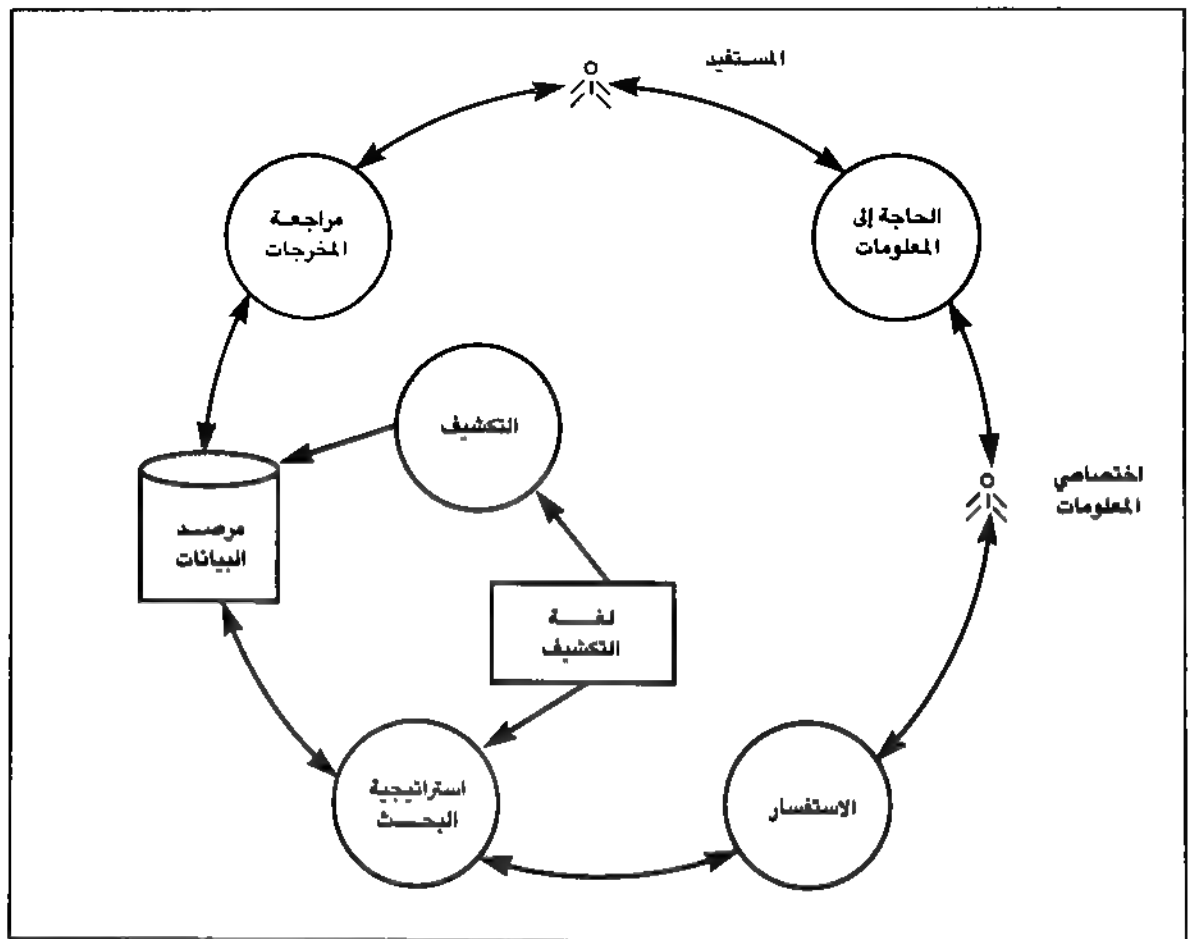 المستفيد
الحاجة إلى
المعلومات
مراجعة
المخرجات
التكشيف
اختصاصي
المعلومات
مرصد
البيانات
لغة
التكشيف
استراتيجية
البحث
الاستفسار